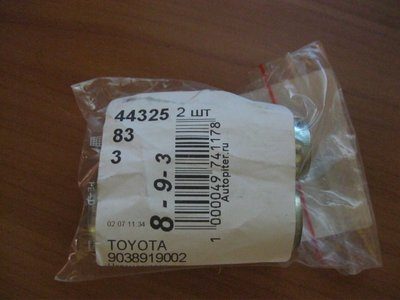 44325 2 шт
83
3
8-9-3
1 000049 741178
Autopiter.ru
02.07 11:34
TOYOTA
9038919002